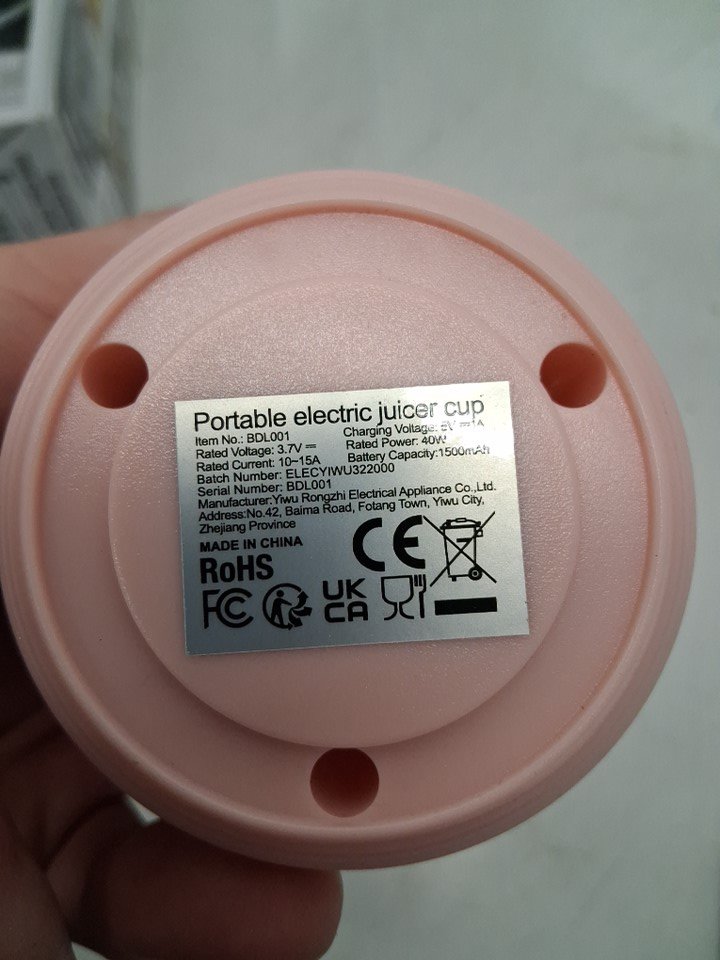 Portable electric juicer cup
Item No.: BDL001 Charging Voltage: 5V ⎓ 1A
Rated Voltage: 3.7V ⎓ Rated Power: 40W
Rated Current: 10~15A Battery Capacity:1500mAh
Batch Number: ELECYIWU322000
Serial Number: BDL001
Manufacturer:Yiwu Rongzhi Electrical Appliance Co.,Ltd.
Address:No.42, Baima Road, Fotang Town, Yiwu City,
Zhejiang Province
MADE IN CHINA
CE
RoHS
FC
UK
CA